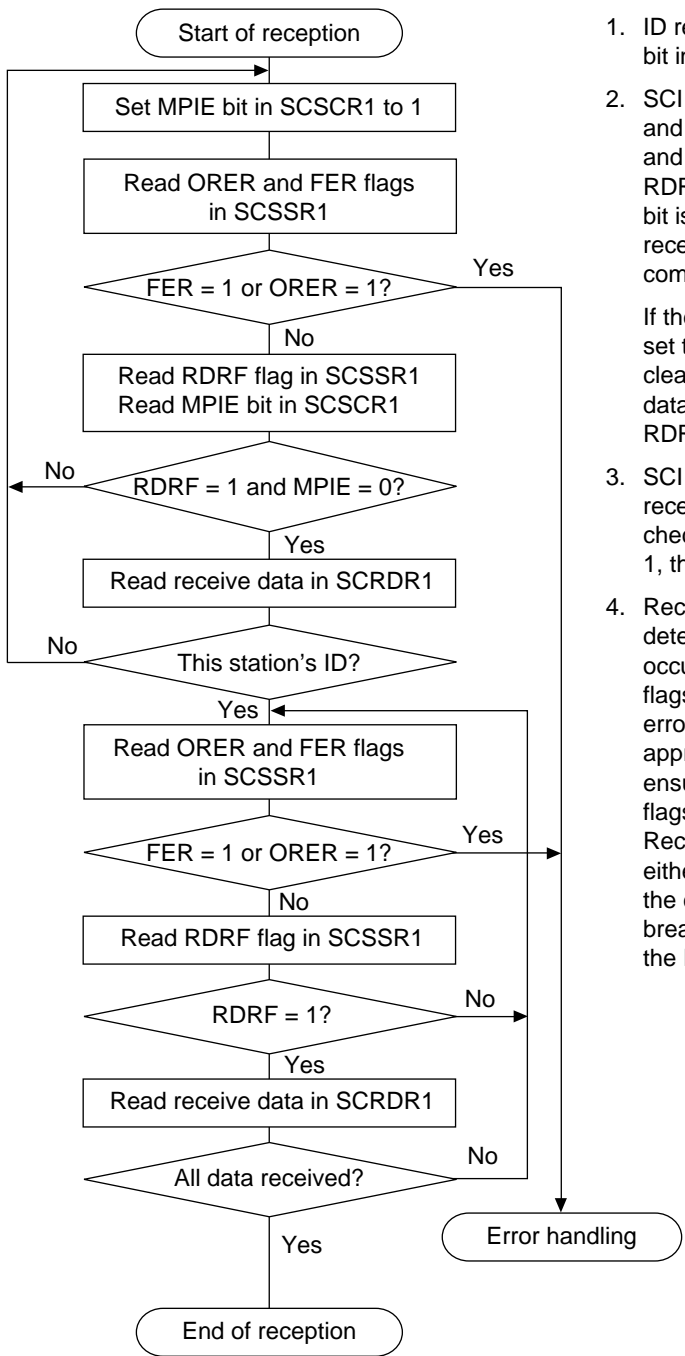 Start of reception
Set MPIE bit in SCSCR1 to 1
Read ORER and FER flags
in SCSSR1
FER = 1 or ORER = 1?
Yes
No
Read RDRF flag in SCSSR1
Read MPIE bit in SCSCR1
No
RDRF = 1 and MPIE = 0?
Yes
Read receive data in SCRDR1
No
This station's ID?
Yes
Read ORER and FER flags
in SCSSR1
FER = 1 or ORER = 1?
Yes
No
Read RDRF flag in SCSSR1
RDRF = 1?
No
Yes
Read receive data in SCRDR1
All data received?
No
Yes
Error handling
End of reception
1. ID re
bit in
2. SCI
and
and
RD
bit is
rece
com
If the
set t
clea
data
RD
3. SCI
rece
chec
1, th
4. Rec
dete
occu
flags
erro
appr
ensu
flags
Rec
eithe
the
brea
the